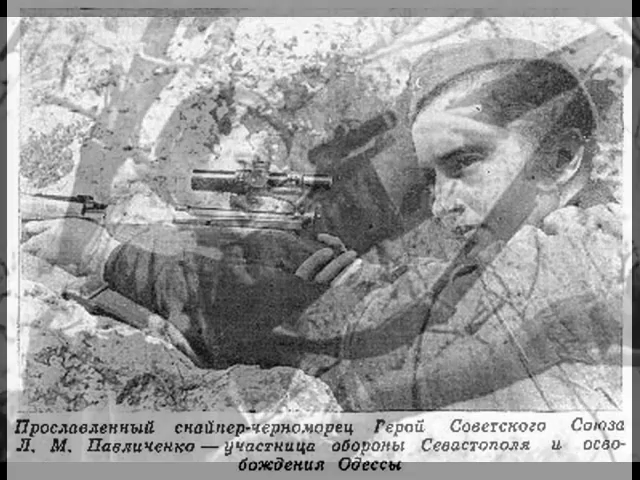 Прославленный снайпер-черноморец Герой Советского Союза
Л. М. Павличенко — участница обороны Севастополя и осво-
бождения Одессы